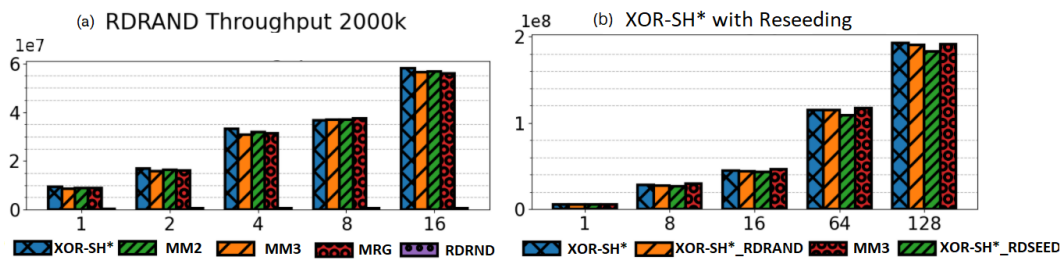 (a) RDRAND Throughput 2000k
1e7
6
4
2
0
1 2 4 8 16
XOR-SH* MM2 MM3 MRG RDRND
(b) XOR-SH* with Reseeding
1e8
2
1
0
1 8 16 64 128
XOR-SH* XOR-SH*_RDRAND MM3 XOR-SH*_RDSEED